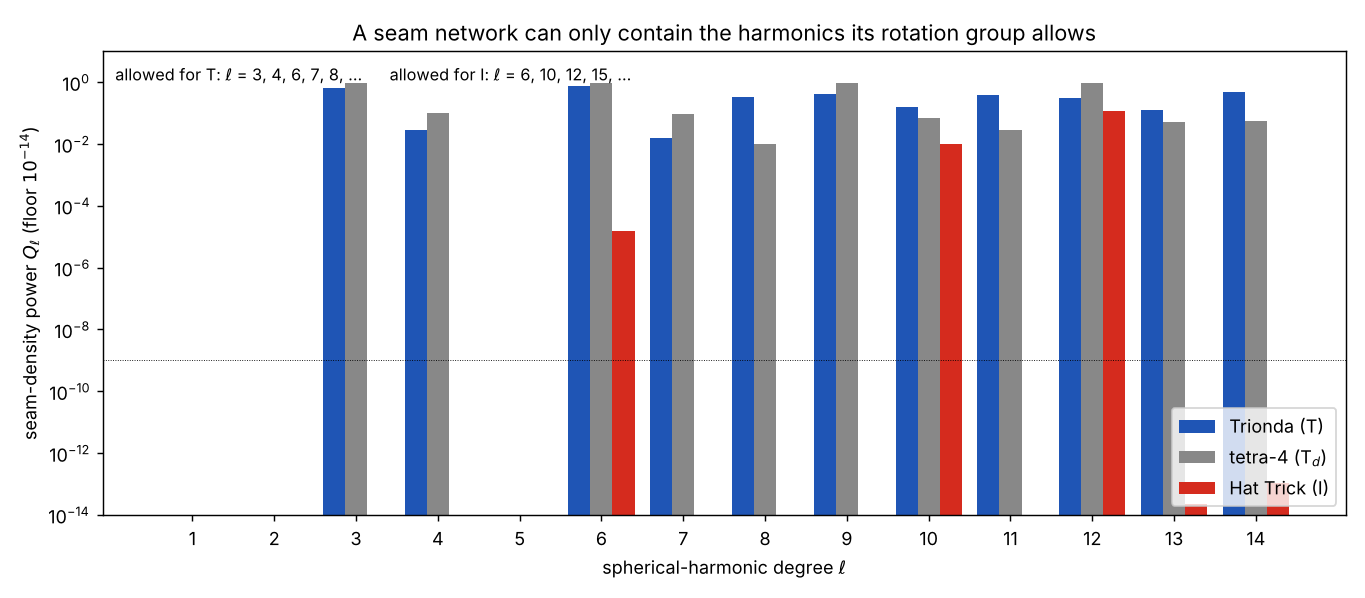 A seam network can only contain the harmonics its rotation group allows
allowed for T: ℓ = 3, 4, 6, 7, 8, ...
allowed for I: ℓ = 6, 10, 12, 15, ...
seam-density power Qℓ (floor 10⁻¹⁴)
10⁰
10⁻²
10⁻⁴
10⁻⁶
10⁻⁸
10⁻¹⁰
10⁻¹²
10⁻¹⁴
Trionda (T)
tetra-4 (T_d)
Hat Trick (I)
1 2 3 4 5 6 7 8 9 10 11 12 13 14
spherical-harmonic degree ℓ